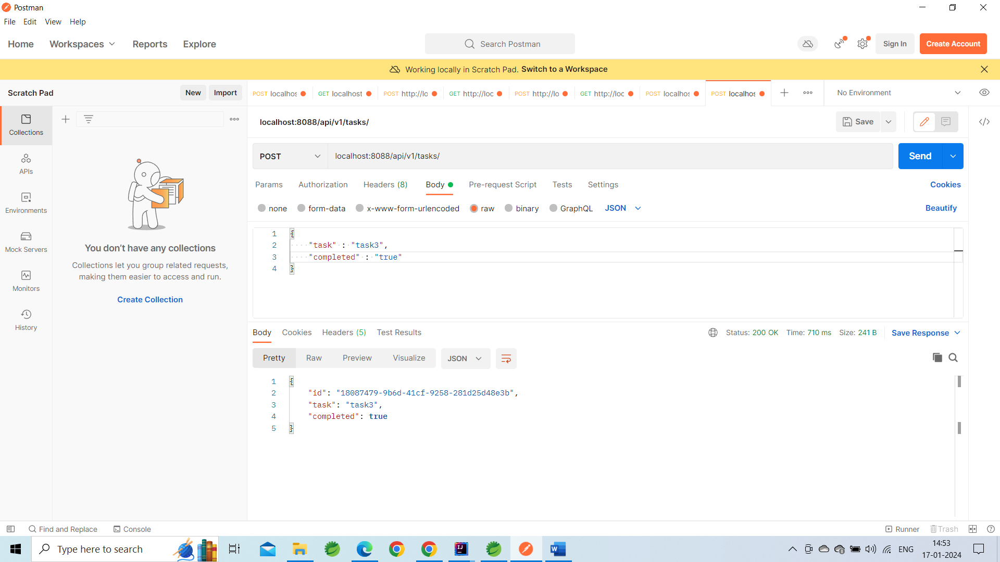 Postman
File Edit View Help
Home Workspaces Reports Explore
Search Postman
Sign In
Create Account
Working locally in Scratch Pad. Switch to a Workspace
Scratch Pad
New
Import
POST localhos
GET localhost
POST http://lo
GET http://loc
POST http://lo
GET http://loc
POST localhos
POST localhos
No Environment
Collections
APIs
Environments
Mock Servers
Monitors
History
You don’t have any collections
Collections let you group related requests,
making them easier to access and run.
Create Collection
localhost:8088/api/v1/tasks/
Save
POST
localhost:8088/api/v1/tasks/
Send
Params Authorization Headers (8) Body Pre-request Script Tests Settings
Cookies
none form-data x-www-form-urlencoded raw binary GraphQL JSON
Beautify
1 {
2 "task" : "task3",
3 "completed" : "true"
4 }
Body Cookies Headers (5) Test Results
Status: 200 OK Time: 710 ms Size: 241 B
Save Response
Pretty Raw Preview Visualize JSON
1 {
2 "id": "18087479-9b6d-41cf-9258-281d25d48e3b",
3 "task": "task3",
4 "completed": true
5 }
Find and Replace Console
Runner Trash
Type here to search
IJ
W
ENG
14:53
17-01-2024